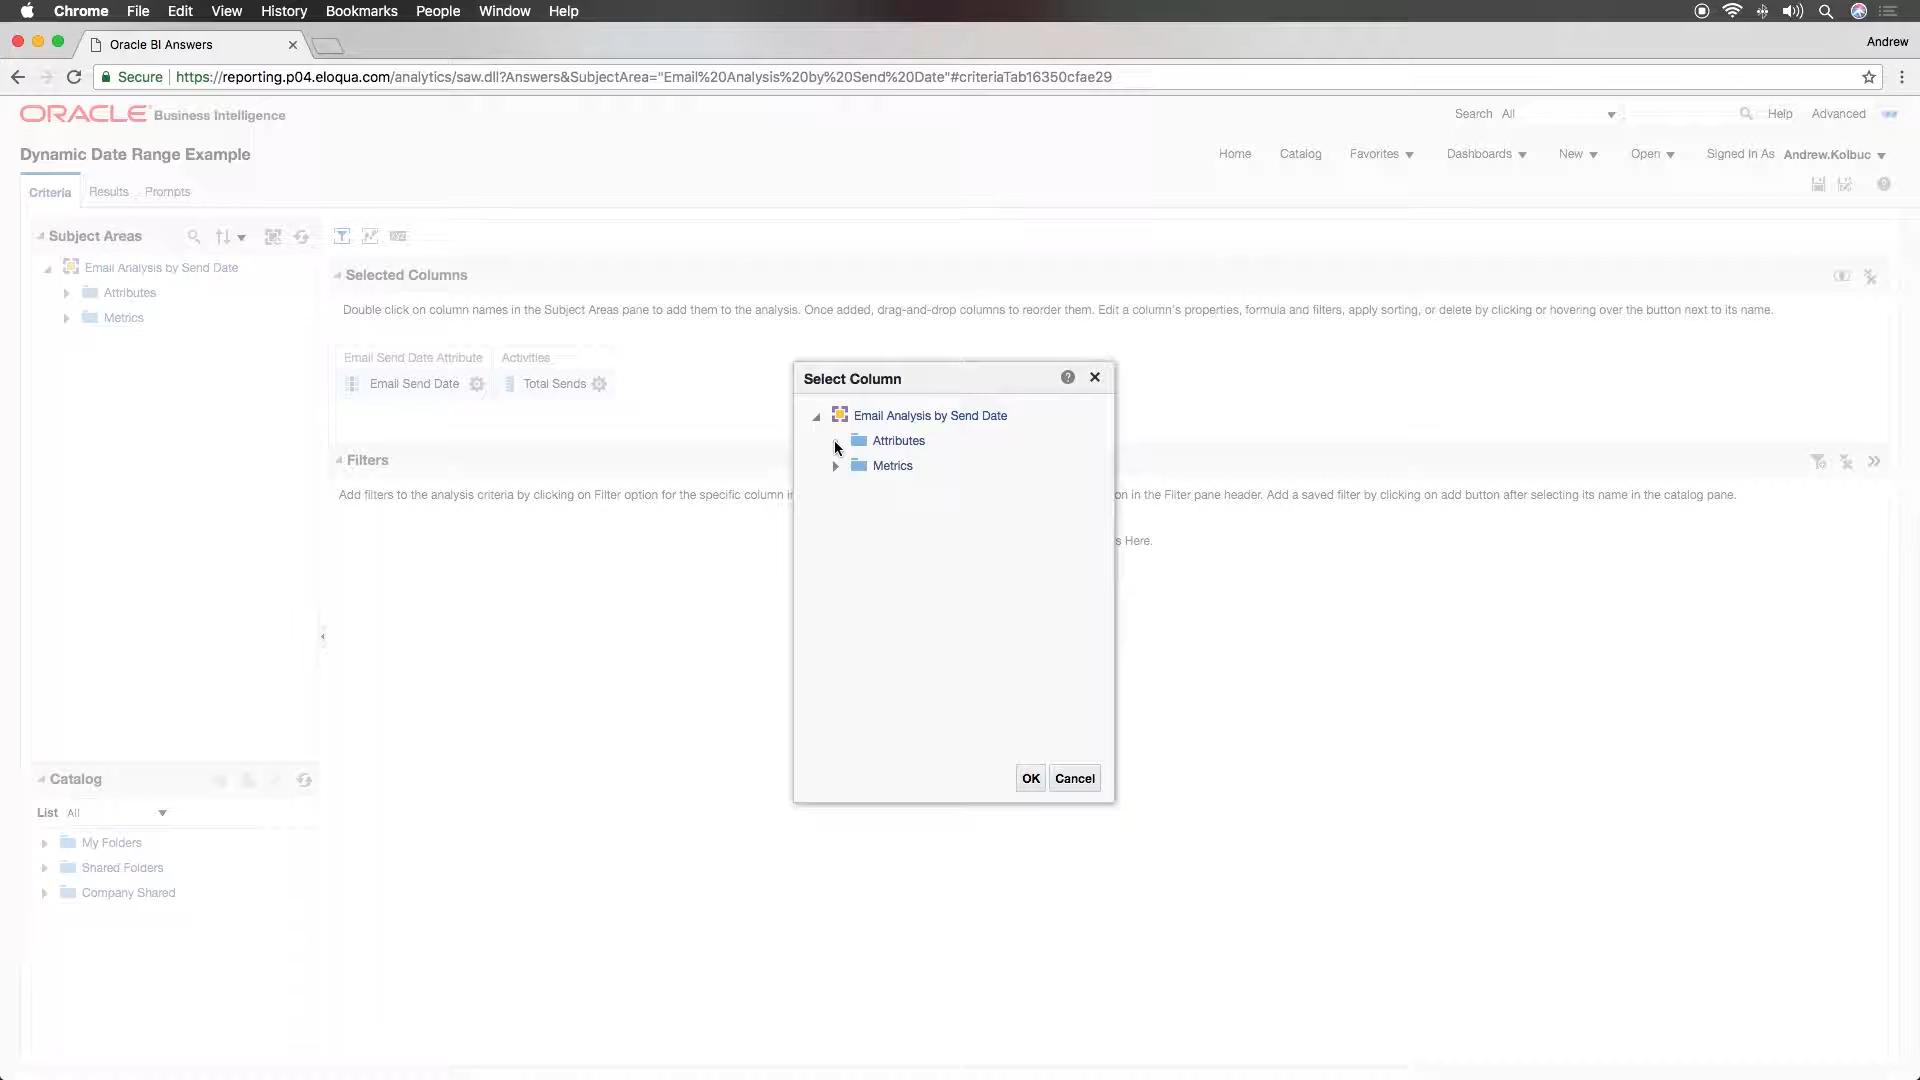 Chrome File Edit View History Bookmarks People Window Help
Oracle BI Answers
Andrew
Secure https://reporting.p04.eloqua.com/analytics/saw.dll?Answers&SubjectArea="Email%20Analysis%20by%20Send%20Date"#criteriaTab16350cfae29
ORACLE Business Intelligence
Search All Help Advanced
Dynamic Date Range Example
Home Catalog Favorites Dashboards New Open Signed In As Andrew.Kolbuc
Criteria Results Prompts
Subject Areas
Email Analysis by Send Date
Attributes
Metrics
Selected Columns
Double click on column names in the Subject Areas pane to add them to the analysis. Once added, drag-and-drop columns to reorder them. Edit a column's properties, formula and filters, apply sorting, or delete by clicking or hovering over the button next to its name.
Email Send Date Attribute Activities
Email Send Date Total Sends
Filters
Add filters to the analysis criteria by clicking on Filter option for the specific column in on in the Filter pane header. Add a saved filter by clicking on add button after selecting its name in the catalog pane.
s Here.
Select Column
Email Analysis by Send Date
Attributes
Metrics
OK Cancel
Catalog
List All
My Folders
Shared Folders
Company Shared